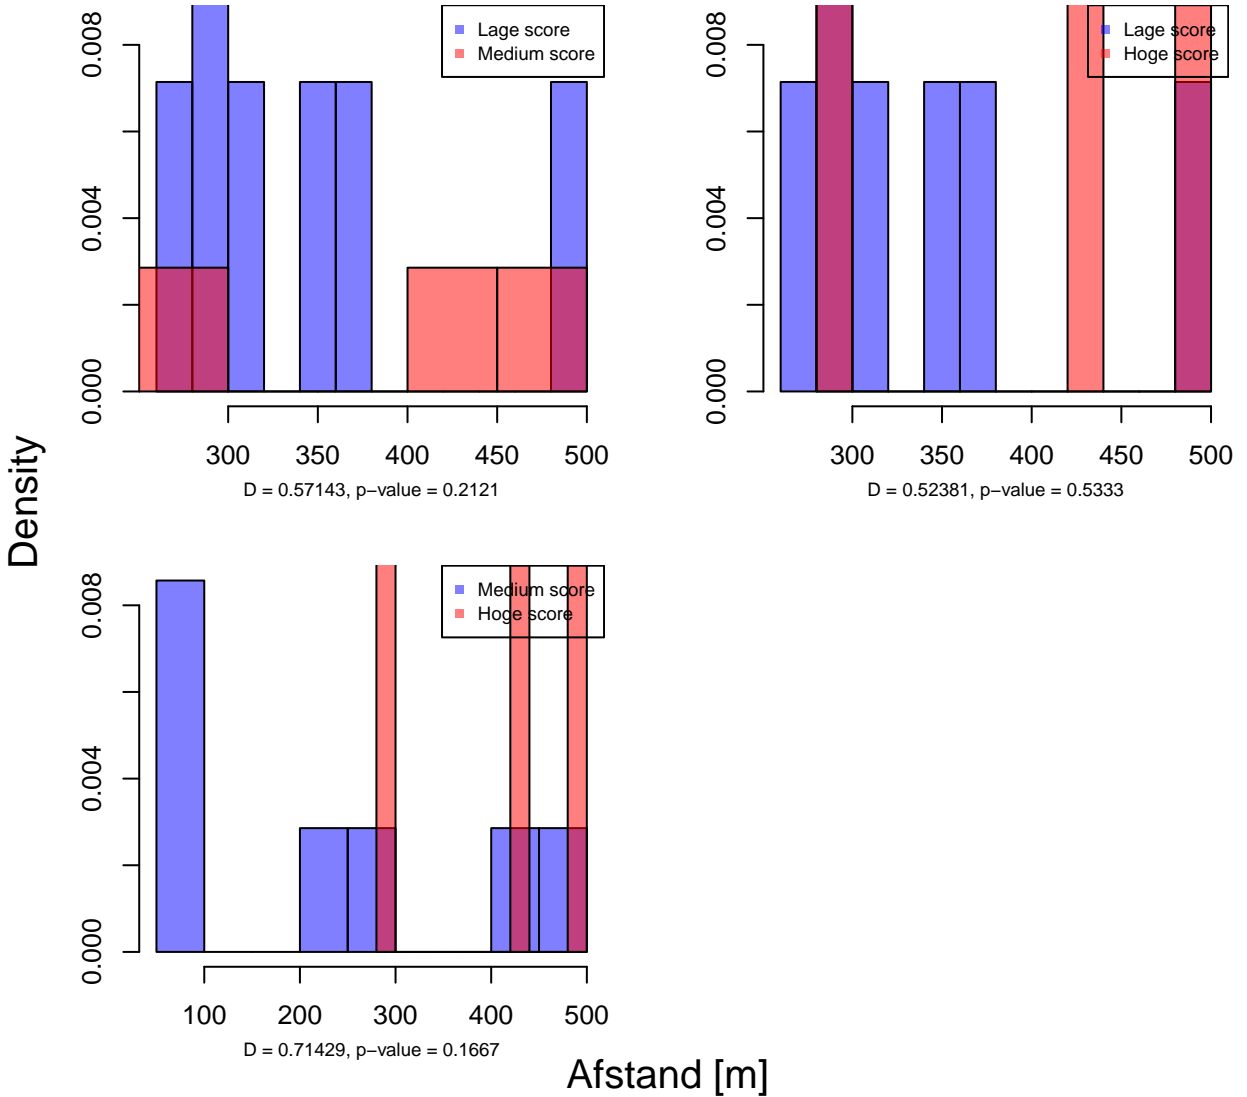 Density
0.000 0.004 0.008
Lage score
Medium score
300 350 400 450 500
D = 0.57143, p−value = 0.2121
0.000 0.004 0.008
Lage score
Hoge score
300 350 400 450 500
D = 0.52381, p−value = 0.5333
0.000 0.004 0.008
Medium score
Hoge score
100 200 300 400 500
D = 0.71429, p−value = 0.1667
Afstand [m]